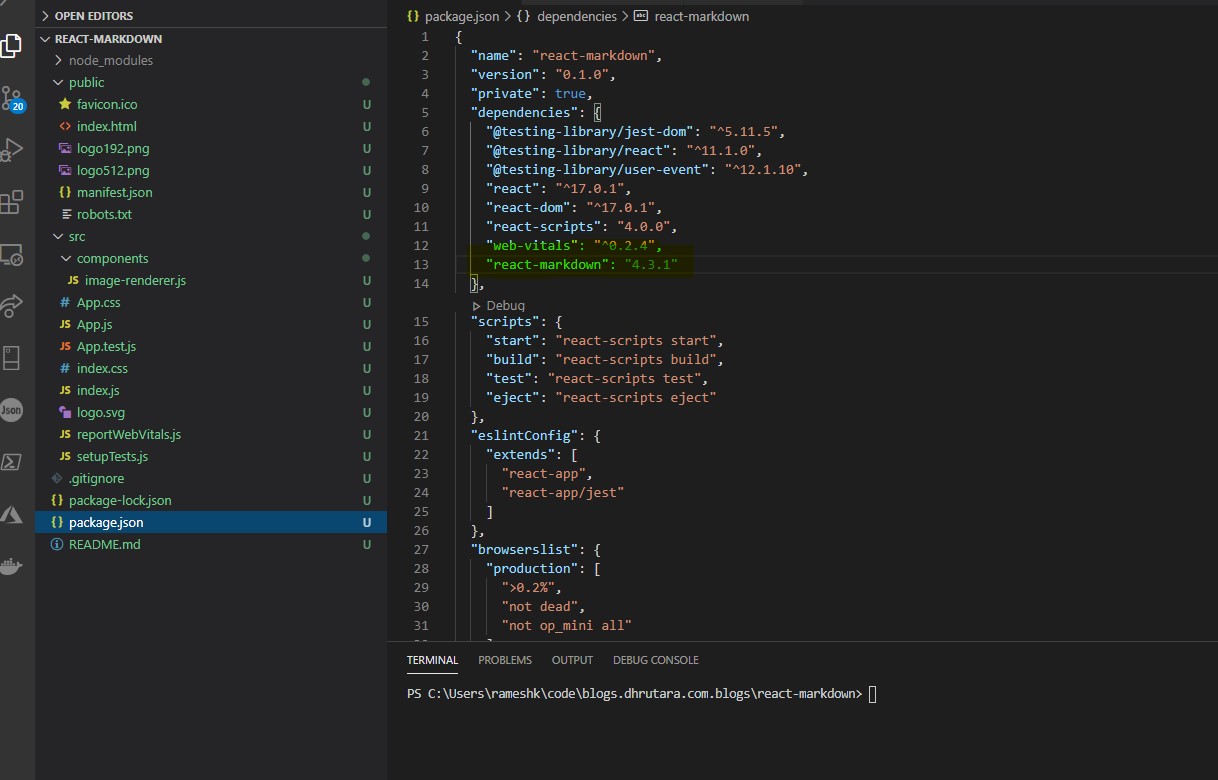 OPEN EDITORS
REACT-MARKDOWN
node_modules
public
favicon.ico U
index.html U
logo192.png U
logo512.png U
manifest.json U
robots.txt U
src
components
JS image-renderer.js U
# App.css U
JS App.js U
JS App.test.js U
# index.css U
JS index.js U
logo.svg U
JS reportWebVitals.js U
JS setupTests.js U
.gitignore U
{} package-lock.json U
{} package.json U
README.md U
20
Json
{} package.json > {} dependencies > abc react-markdown
1 {
2 "name": "react-markdown",
3 "version": "0.1.0",
4 "private": true,
5 "dependencies": {
6 "@testing-library/jest-dom": "^5.11.5",
7 "@testing-library/react": "^11.1.0",
8 "@testing-library/user-event": "^12.1.10",
9 "react": "^17.0.1",
10 "react-dom": "^17.0.1",
11 "react-scripts": "4.0.0",
12 "web-vitals": "^0.2.4",
13 "react-markdown": "4.3.1"
14 },
Debug
15 "scripts": {
16 "start": "react-scripts start",
17 "build": "react-scripts build",
18 "test": "react-scripts test",
19 "eject": "react-scripts eject"
20 },
21 "eslintConfig": {
22 "extends": [
23 "react-app",
24 "react-app/jest"
25 ]
26 },
27 "browserslist": {
28 "production": [
29 ">0.2%",
30 "not dead",
31 "not op_mini all"
TERMINAL PROBLEMS OUTPUT DEBUG CONSOLE
PS C:\Users\rameshk\code\blogs.dhrutara.com.blogs\react-markdown>